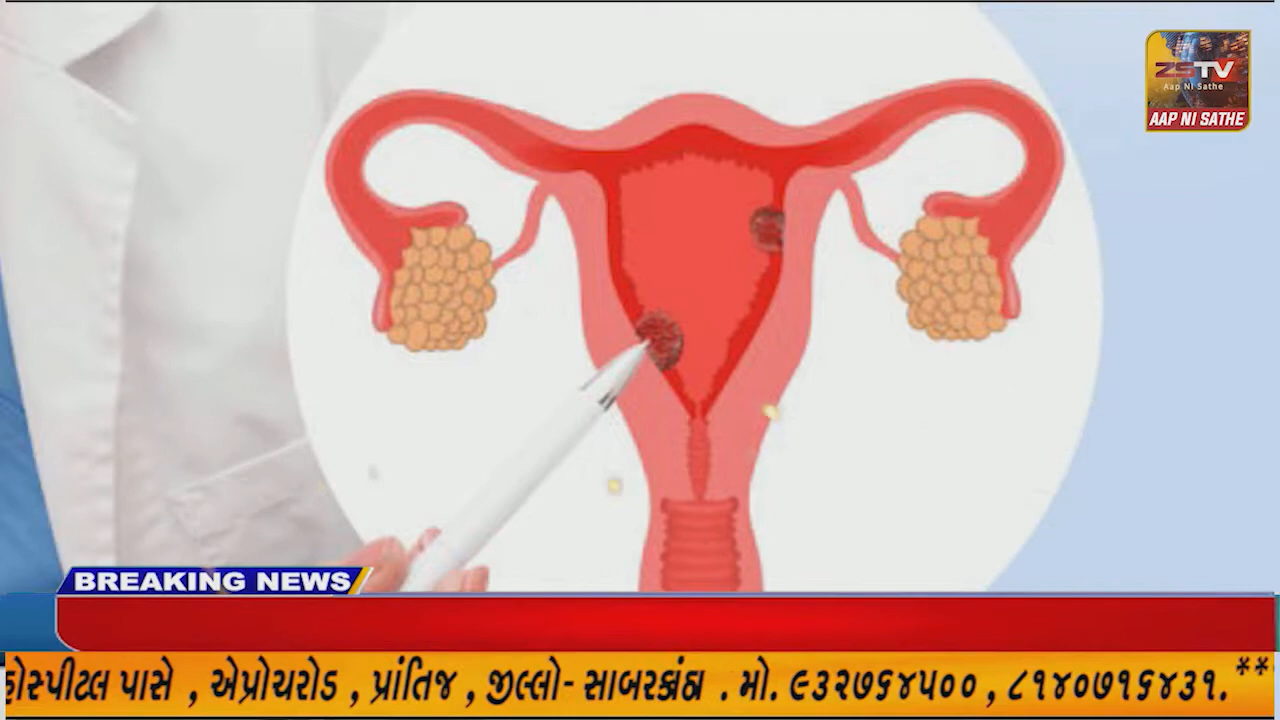 ZSTV
Aap Ni Sathe
AAP NI SATHE
BREAKING NEWS
હોસ્પીટલ પાસે , એપ્રોચરોડ , પ્રાંતિજ , જીલ્લો- સાબરકાંઠા . મો. ૯૩૨૭૬૪૫૦૦ , ૮૧૪૦૭૧૬૪૩૧. **